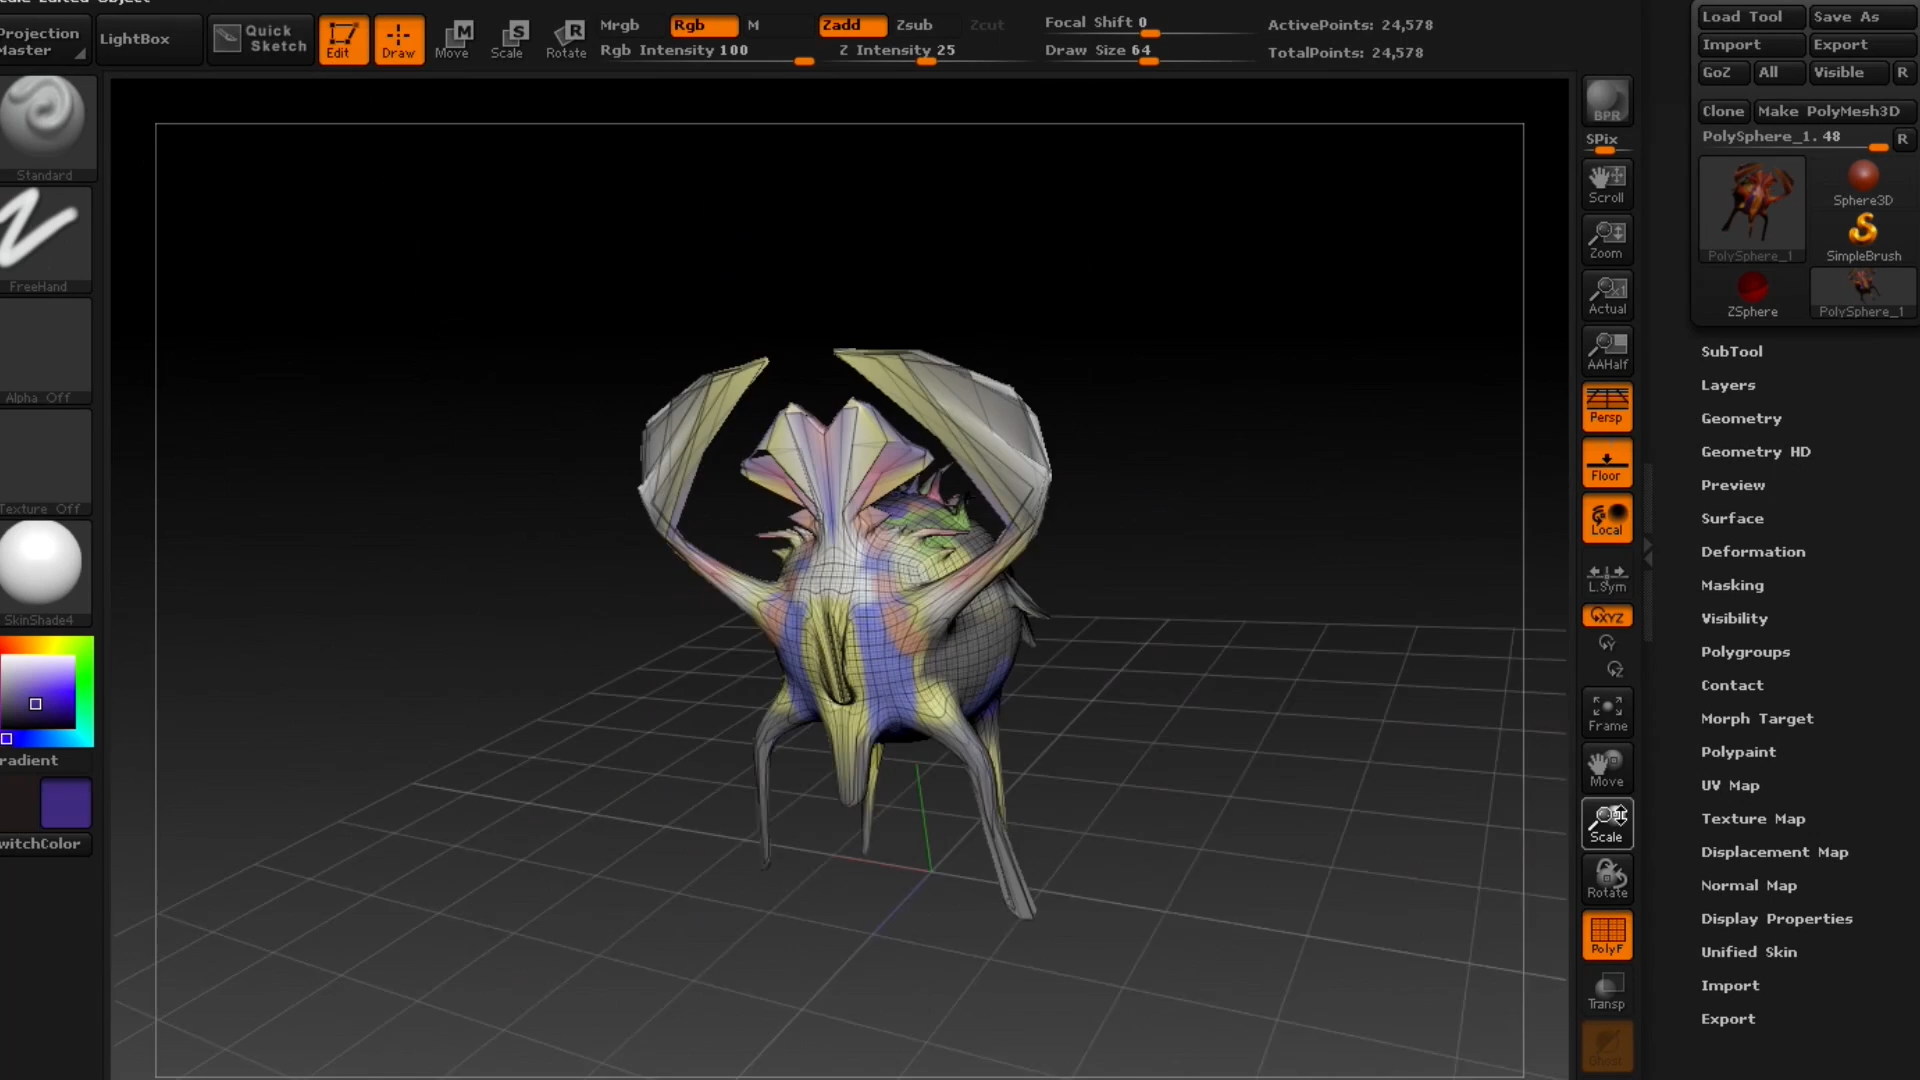 Projection
Master
LightBox
Quick
Sketch
Edit
Draw
Move
Scale
Rotate
Mrgb
Rgb
M
Rgb Intensity 100
Zadd
Zsub
Zcut
Z Intensity 25
Focal Shift 0
Draw Size 64
ActivePoints: 24,578
TotalPoints: 24,578
Load Tool
Save As
Import
Export
GoZ
All
Visible
R
Clone
Make PolyMesh3D
PolySphere_1. 48
R
PolySphere_1
Sphere3D
SimpleBrush
ZSphere
PolySphere_1
Standard
FreeHand
Alpha Off
Texture Off
SkinShade4
radient
witchColor
BPR
SPix
Scroll
Zoom
Actual
AAHalf
Persp
Floor
Local
L.Sym
XYZ
Y
Z
Frame
Move
Scale
Rotate
PolyF
Transp
Ghost
SubTool
Layers
Geometry
Geometry HD
Preview
Surface
Deformation
Masking
Visibility
Polygroups
Contact
Morph Target
Polypaint
UV Map
Texture Map
Displacement Map
Normal Map
Display Properties
Unified Skin
Import
Export